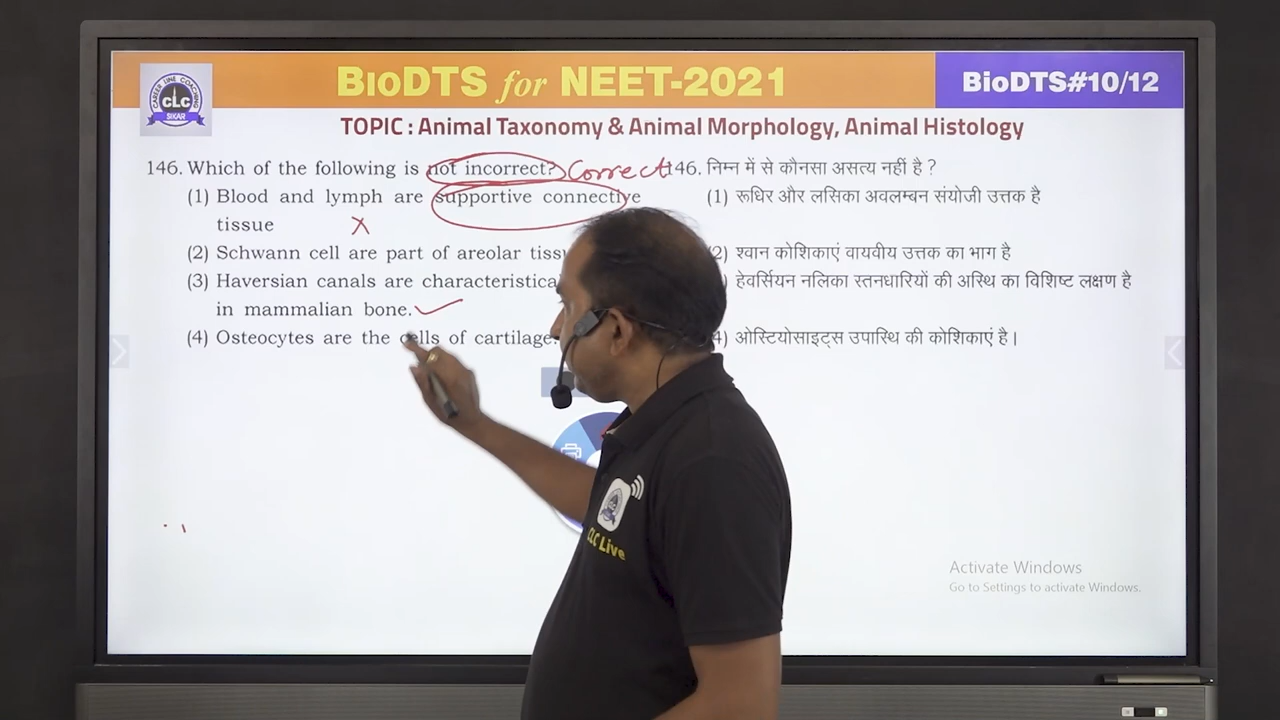 BIODTS for NEET-2021
BIODTS#10/12
CAREER LINE COACHING
CLC
SIKAR
TOPIC : Animal Taxonomy & Animal Morphology, Animal Histology
146. Which of the following is not incorrect? Correct
(1) Blood and lymph are supportive connective
tissue X
(2) Schwann cell are part of areolar
(3) Haversian canals are
in mammalian bone.
(4) Osteocytes are the cells of cartilage.
146. निम्न में से कौनसा असत्य नहीं है ?
(1) रूधिर और लसिका अवलम्बन संयोजी उत्तक है
2) श्वान कोशिकाएं वायवीय उत्तक का भाग है
) हेवर्सियन नलिका स्तनधारियों की अस्थि का विशिष्ट लक्षण है
4) ओस्टियोसाइट्स उपास्थि की कोशिकाएं है।
CLC Live
Activate Windows
Go to Settings to activate Windows.